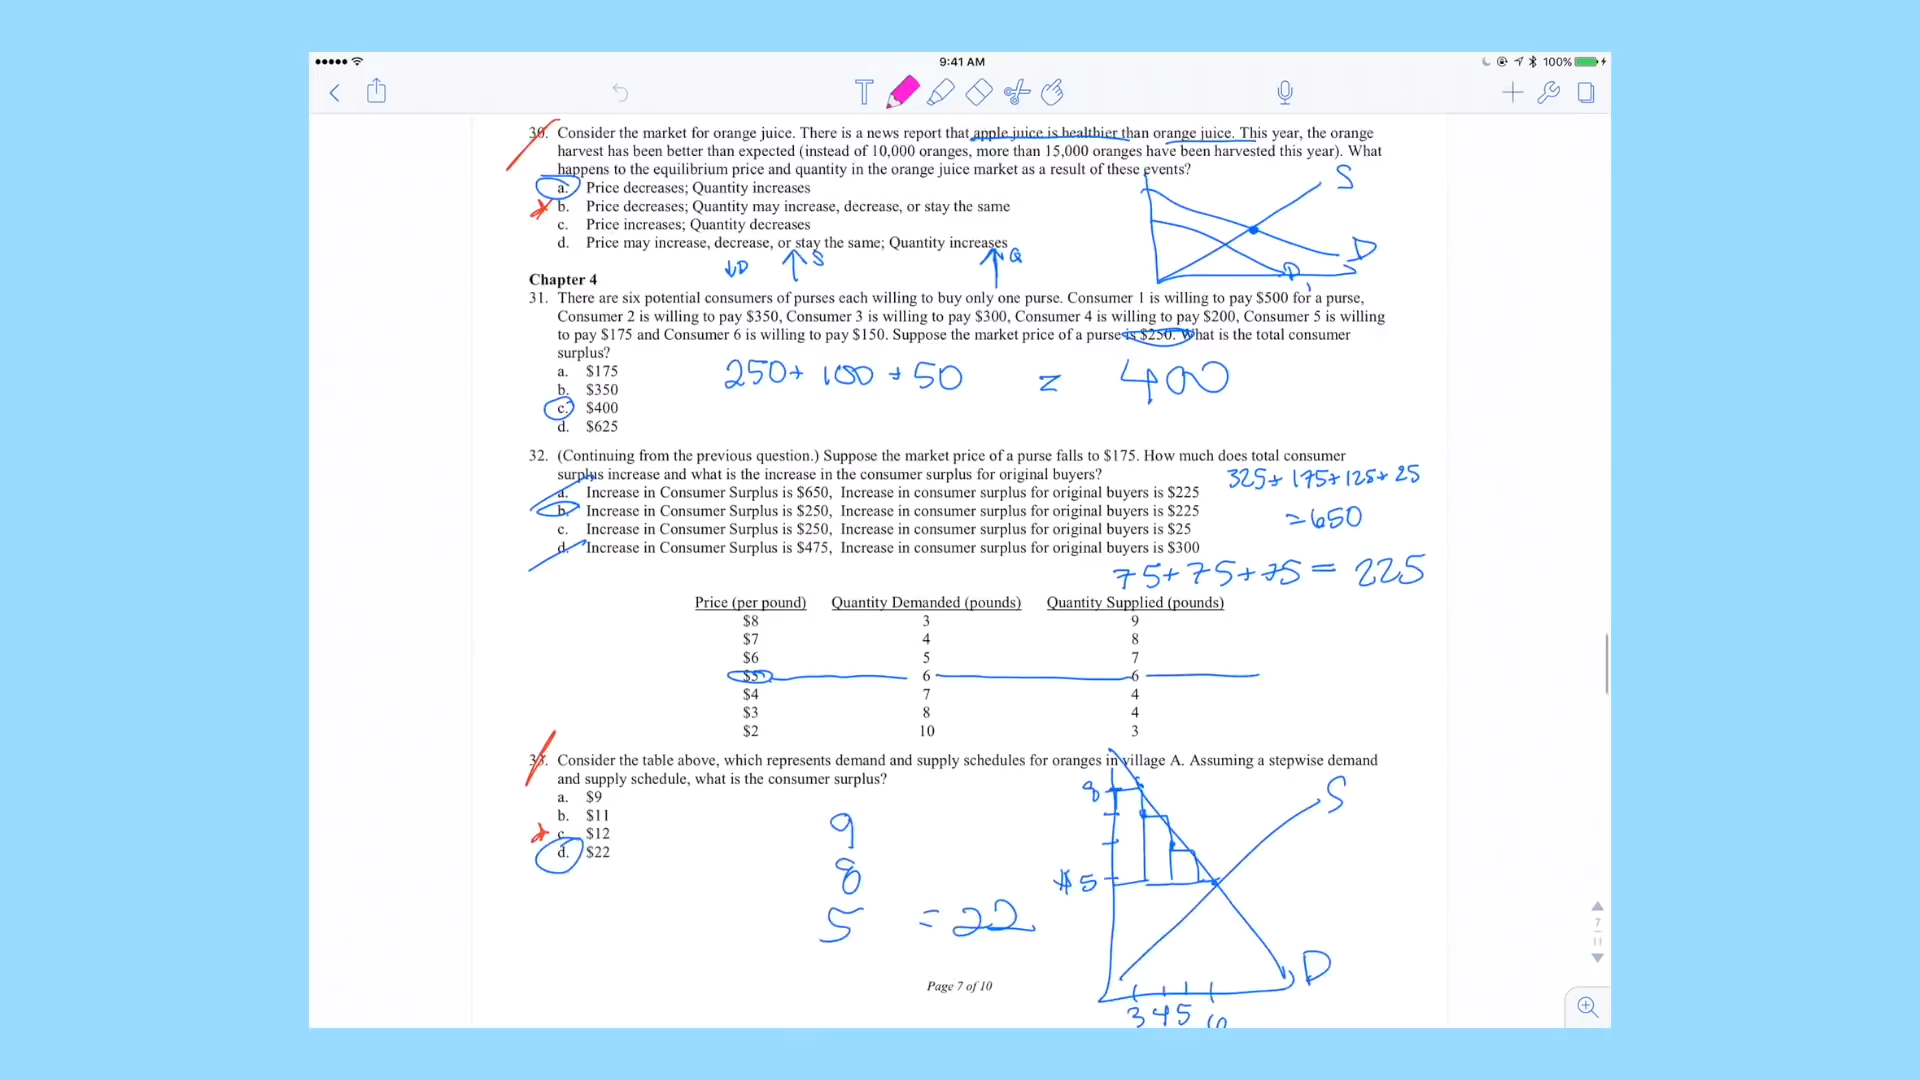 9:41 AM
100%
T
30. Consider the market for orange juice. There is a news report that apple juice is healthier than orange juice. This year, the orange
harvest has been better than expected (instead of 10,000 oranges, more than 15,000 oranges have been harvested this year). What
happens to the equilibrium price and quantity in the orange juice market as a result of these events?
a. Price decreases; Quantity increases
b. Price decreases; Quantity may increase, decrease, or stay the same
c. Price increases; Quantity decreases
d. Price may increase, decrease, or stay the same; Quantity increases
S
D
D
↓D ↑S ↑Q
Chapter 4
31. There are six potential consumers of purses each willing to buy only one purse. Consumer 1 is willing to pay $500 for a purse,
Consumer 2 is willing to pay $350, Consumer 3 is willing to pay $300, Consumer 4 is willing to pay $200, Consumer 5 is willing
to pay $175 and Consumer 6 is willing to pay $150. Suppose the market price of a purse is $250. What is the total consumer
surplus?
a. $175
b. $350
c. $400
d. $625
250+ 100 + 50 = 400
32. (Continuing from the previous question.) Suppose the market price of a purse falls to $175. How much does total consumer
surplus increase and what is the increase in the consumer surplus for original buyers?
a. Increase in Consumer Surplus is $650, Increase in consumer surplus for original buyers is $225
b. Increase in Consumer Surplus is $250, Increase in consumer surplus for original buyers is $225
c. Increase in Consumer Surplus is $250, Increase in consumer surplus for original buyers is $25
d. Increase in Consumer Surplus is $475, Increase in consumer surplus for original buyers is $300
325+ 175+125+25
=650
75+75+75= 225
Price (per pound) Quantity Demanded (pounds) Quantity Supplied (pounds)
$8 3 9
$7 4 8
$6 5 7
$5 6 6
$4 7 4
$3 8 4
$2 10 3
33. Consider the table above, which represents demand and supply schedules for oranges in village A. Assuming a stepwise demand
and supply schedule, what is the consumer surplus?
a. $9
b. $11
c. $12
d. $22
9
8
5 = 22
8
$5
S
D
3 4 5 6
Page 7 of 10
7
11